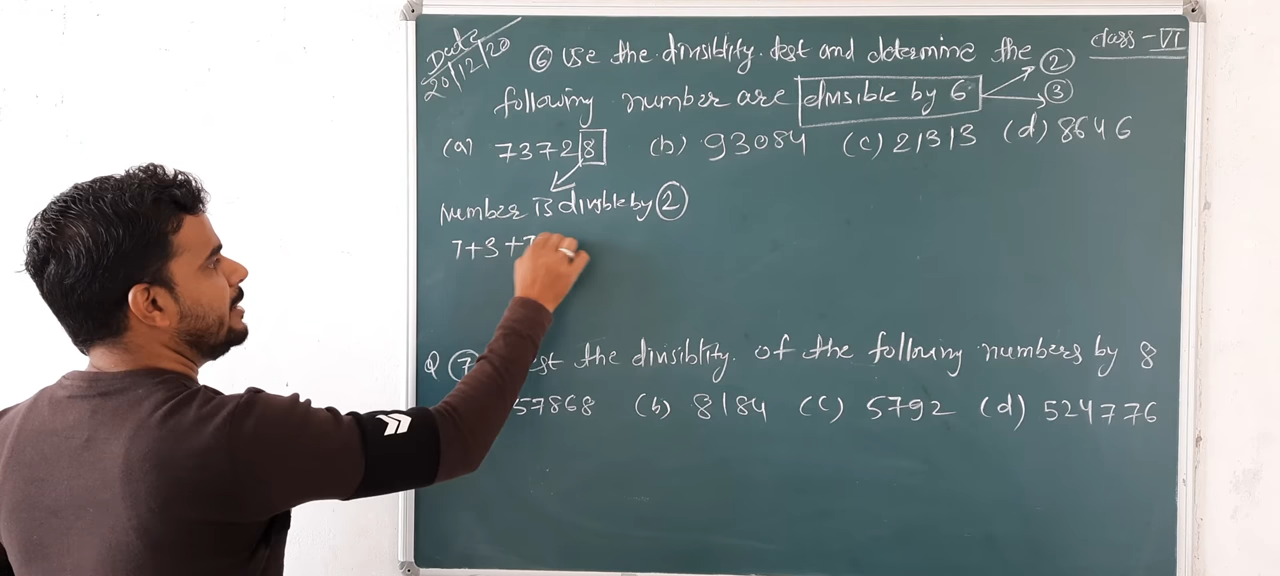 Date
20/12/20
class - VI
⑥ Use the divisiblity test and determine the
following number are divisible by 6
② 
③
(a) 73728 (b) 93084 (c) 21313 (d) 8646
Number is divisble by ②
7+3+7
Q ⑦ est the divisiblity. of the following numbers by 8
57868 (b) 8184 (c) 5792 (d) 524776